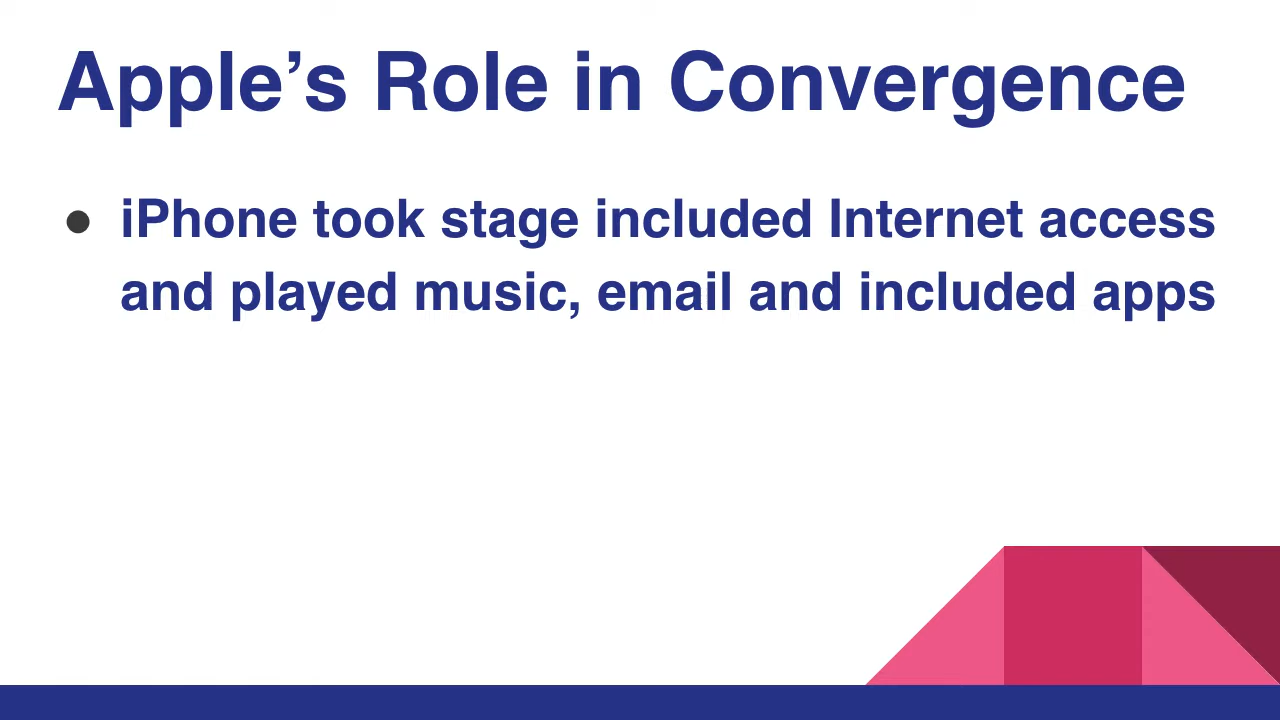 Apple’s Role in Convergence
● iPhone took stage included Internet access
and played music, email and included apps